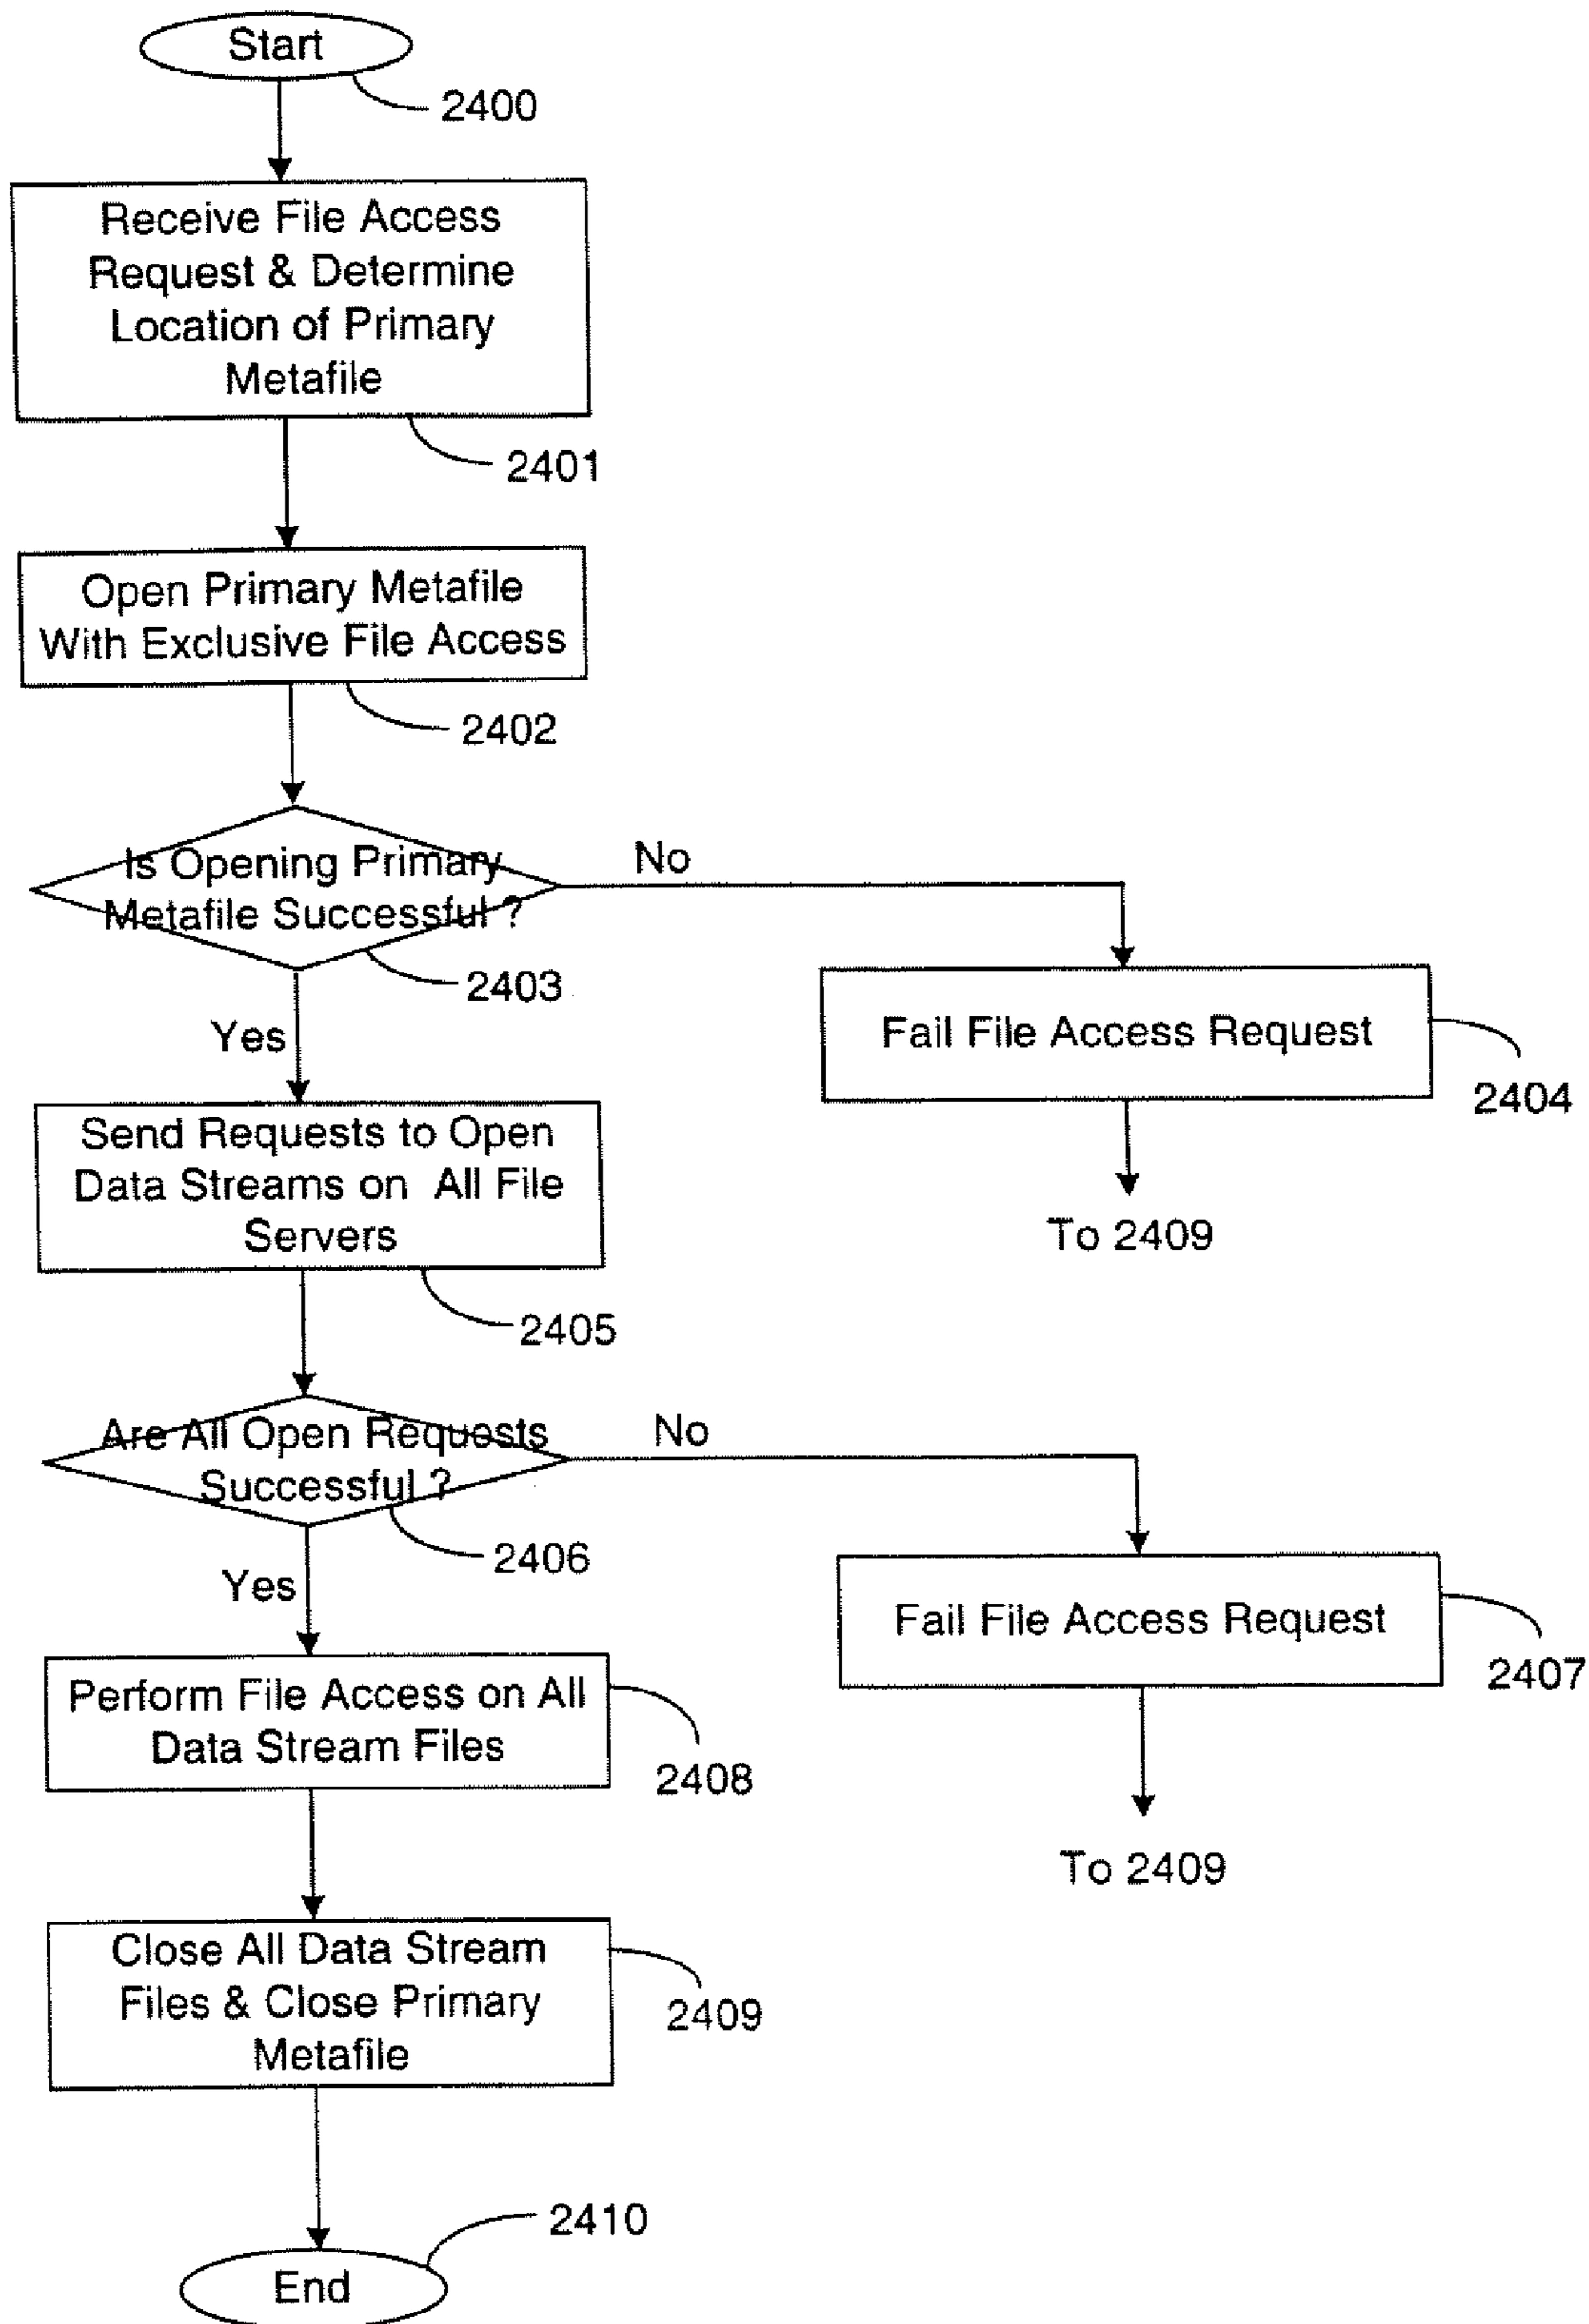 Start
2400
Receive File Access
Request & Determine
Location of Primary
Metafile
2401
Open Primary Metafile
With Exclusive File Access
2402
Is Opening Primary
Metafile Successful ?
No
2403
Yes
Fail File Access Request
2404
To 2409
Send Requests to Open
Data Streams on All File
Servers
2405
Are All Open Requests
Successful ?
No
2406
Yes
Fail File Access Request
2407
To 2409
Perform File Access on All
Data Stream Files
2408
Close All Data Stream
Files & Close Primary
Metafile
2409
2410
End